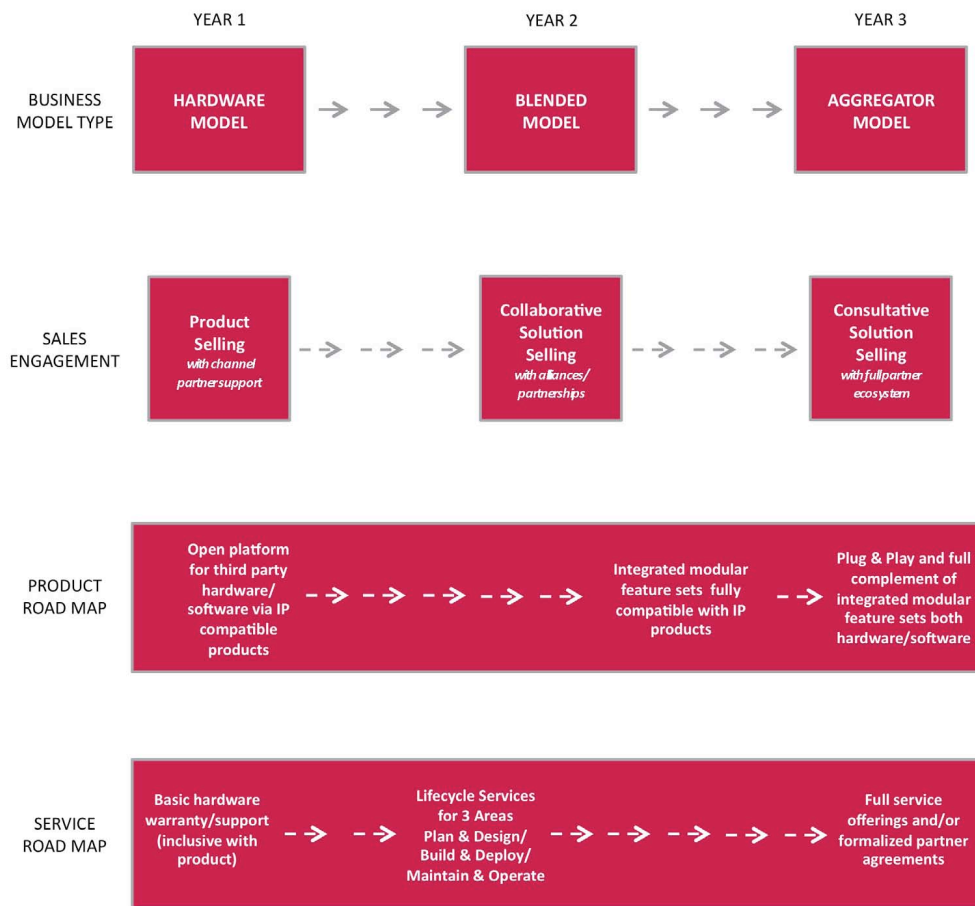 YEAR 1
YEAR 2
YEAR 3
BUSINESS
MODEL TYPE
HARDWARE
MODEL
BLENDED
MODEL
AGGREGATOR
MODEL
SALES
ENGAGEMENT
Product
Selling
with channel
partner support
Collaborative
Solution
Selling
with alliances/
partnerships
Consultative
Solution
Selling
with full partner
ecosystem
PRODUCT
ROAD MAP
Open platform
for third party
hardware/
software via IP
compatible
products
Integrated modular
feature sets fully
compatible with IP
products
Plug & Play and full
complement of
integrated modular
feature sets both
hardware/software
SERVICE
ROAD MAP
Basic hardware
warranty/support
(inclusive with
product)
Lifecycle Services
for 3 Areas
Plan & Design/
Build & Deploy/
Maintain & Operate
Full service
offerings and/or
formalized partner
agreements